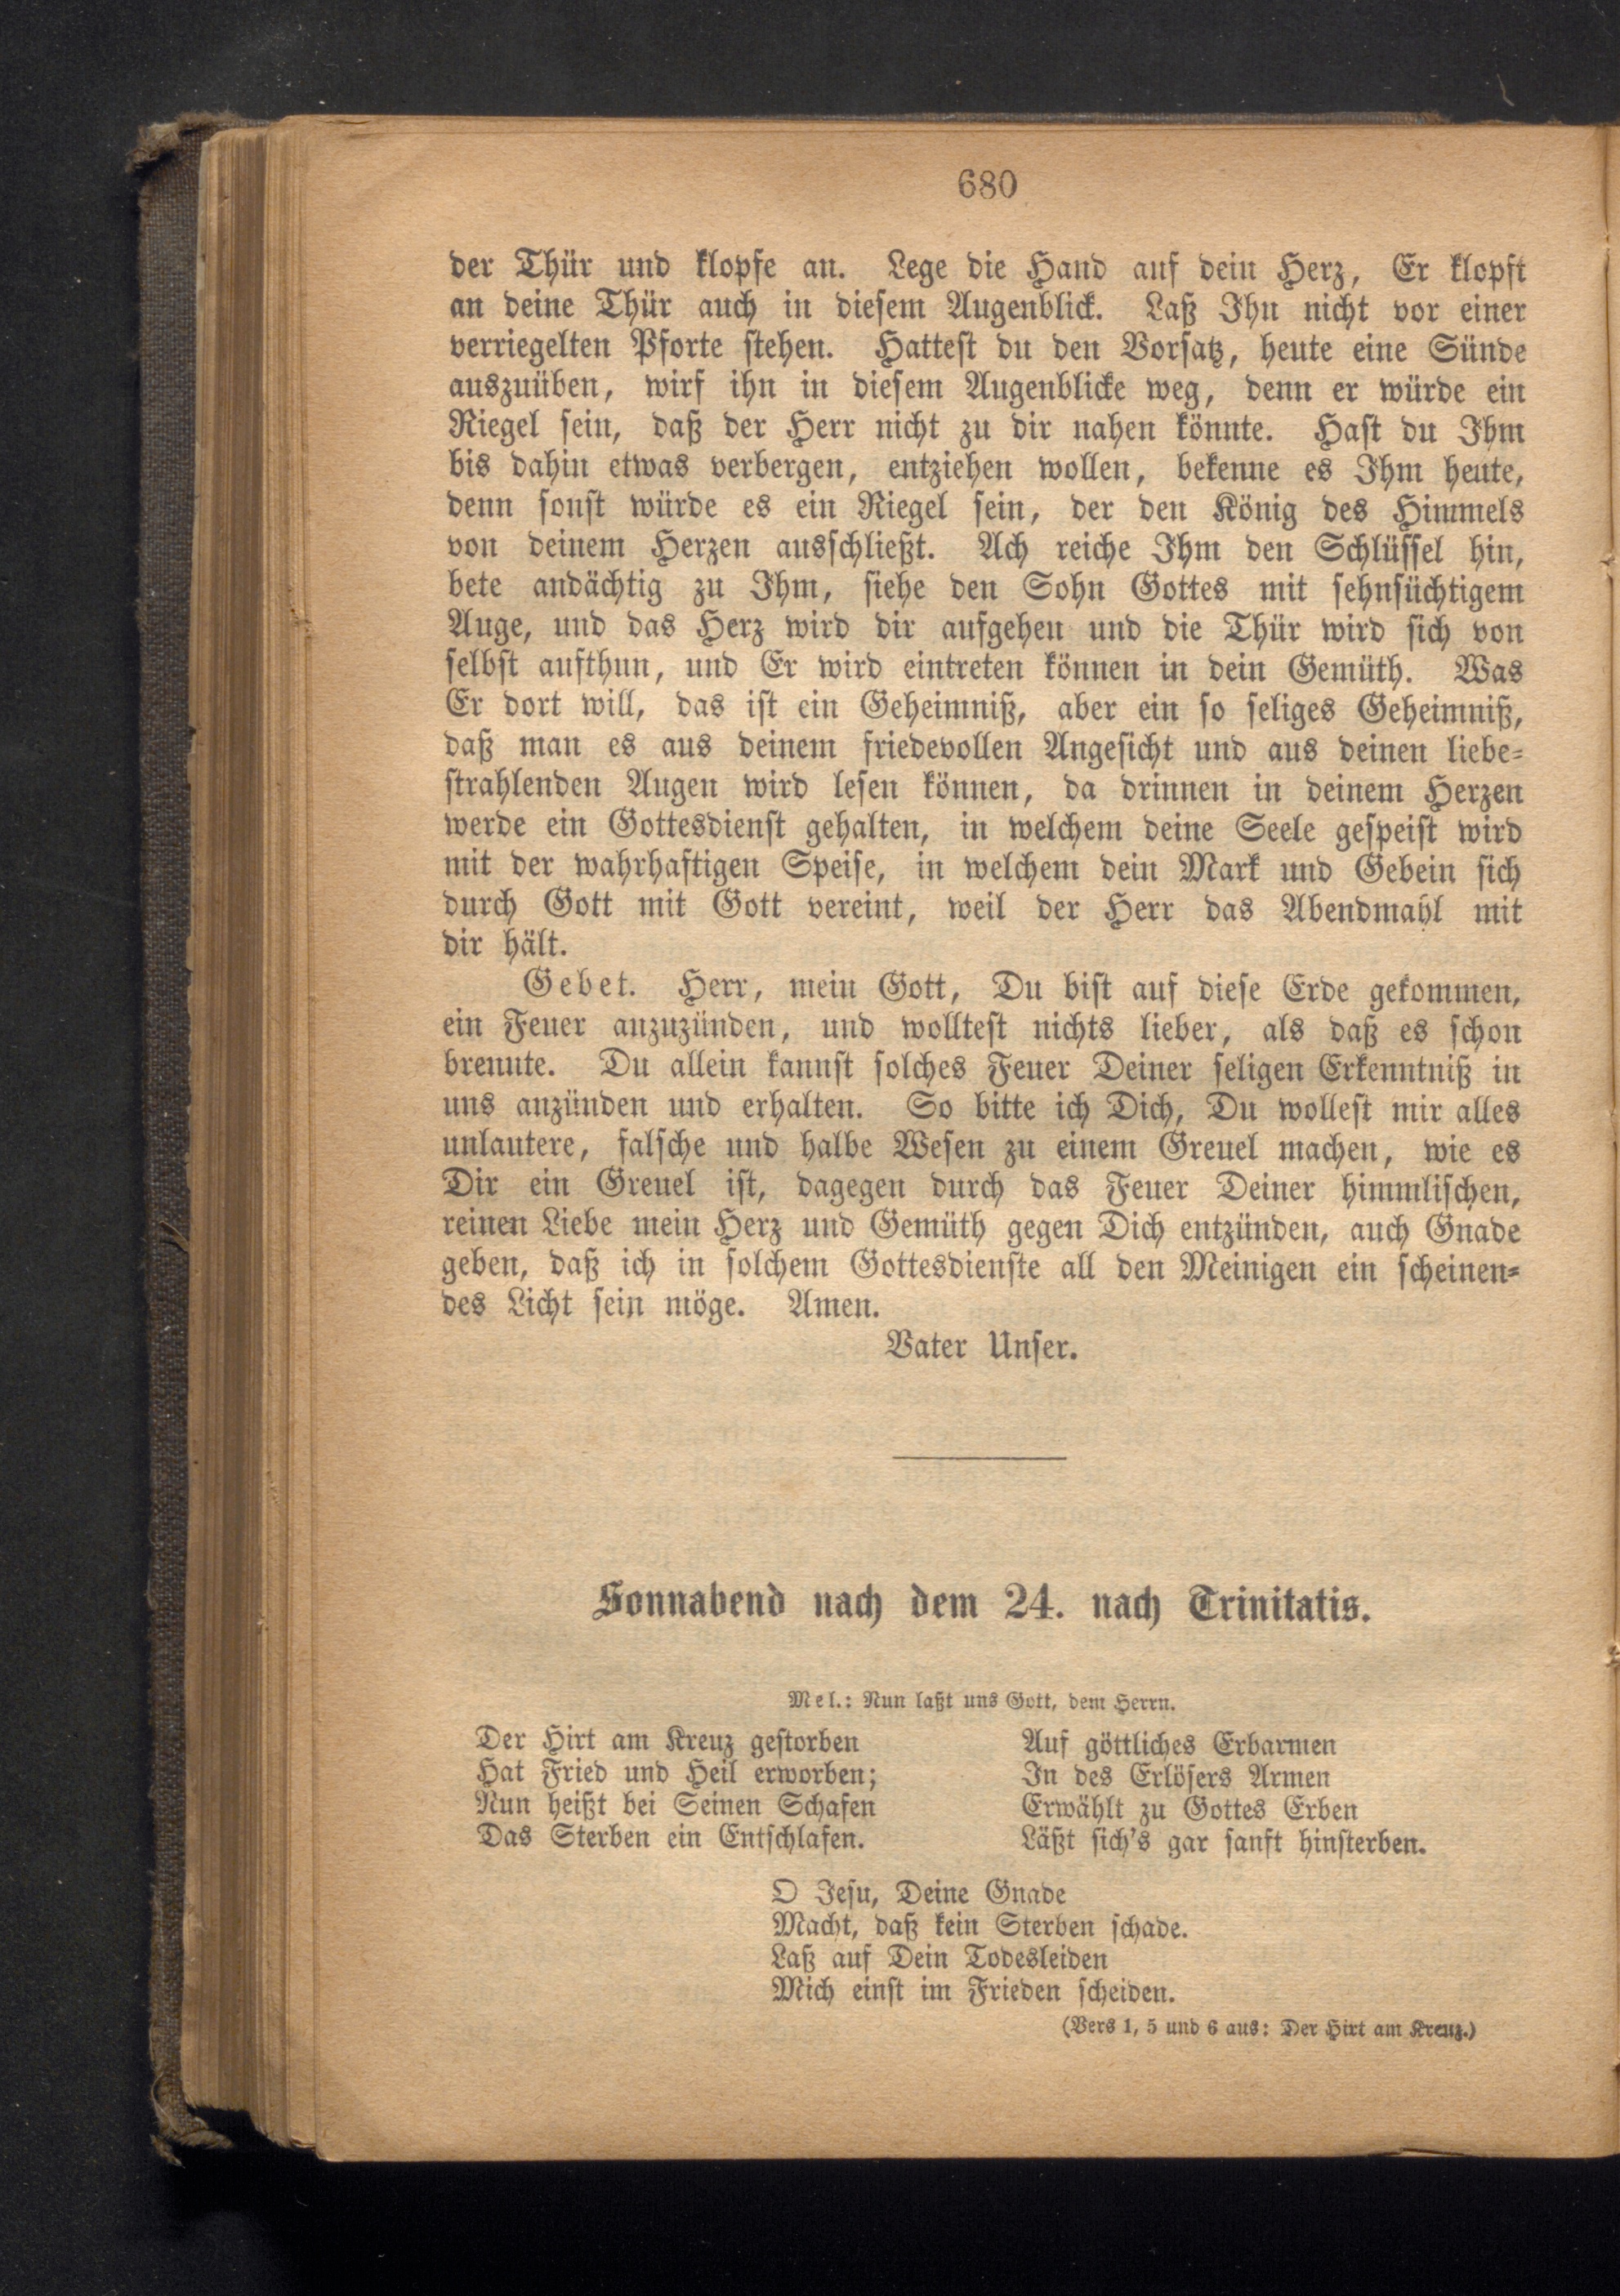 680
der Thür und klopfe an. Lege die Hand auf dein Herz, Er klopft
an deine Thür auch in diesem Augenblick. Laß Ihn nicht vor einer
verriegelten Pforte stehen. Hattest du den Vorsatz, heute eine Sünde
auszuüben, wirf ihn in diesem Augenblicke weg, denn er würde ein
Riegel sein, daß der Herr nicht zu dir nahen könnte. Hast du Ihm
bis dahin etwas verbergen, entziehen wollen, bekenne es Ihm heute,
denn sonst würde es ein Riegel sein, der den König des Himmels
von deinem Herzen ausschließt. Ach reiche Ihm den Schlüssel hin,
bete andächtig zu Ihm, siehe den Sohn Gottes mit sehnsüchtigem
Auge, und das Herz wird dir aufgehen und die Thür wird sich von
selbst aufthun, und Er wird eintreten können in dein Gemüth. Was
Er dort will, das ist ein Geheimniß, aber ein so seliges Geheimniß,
daß man es aus deinem friedevollen Angesicht und aus deinen liebe-
strahlenden Augen wird lesen können, da drinnen in deinem Herzen
werde ein Gottesdienst gehalten, in welchem deine Seele gespeist wird
mit der wahrhaftigen Speise, in welchem dein Mark und Gebein sich
durch Gott mit Gott vereint, weil der Herr das Abendmahl mit
dir hält.
Gebet. Herr, mein Gott, Du bist auf diese Erde gekommen,
ein Feuer anzuzünden, und wolltest nichts lieber, als daß es schon
brennte. Du allein kannst solches Feuer Deiner seligen Erkenntniß in
uns anzünden und erhalten. So bitte ich Dich, Du wollest mir alles
unlautere, falsche und halbe Wesen zu einem Greuel machen, wie es
Dir ein Greuel ist, dagegen durch das Feuer Deiner himmlischen,
reinen Liebe mein Herz und Gemüth gegen Dich entzünden, auch Gnade
geben, daß ich in solchem Gottesdienste all den Meinigen ein scheinen-
des Licht sein möge. Amen.
Vater Unser.
Sonnabend nach dem 24. nach Trinitatis.
Mel.: Nun laßt uns Gott, dem Herrn.
Der Hirt am Kreuz gestorben
Hat Fried und Heil erworben;
Nun heißt bei Seinen Schafen
Das Sterben ein Entschlafen.
Auf göttliches Erbarmen
In des Erlösers Armen
Erwählt zu Gottes Erben
Läßt sich's gar sanft hinsterben.
O Jesu, Deine Gnade
Macht, daß kein Sterben schade.
Laß auf Dein Todesleiden
Mich einst im Frieden scheiden.
(Vers 1, 5 und 6 aus: Der Hirt am Kreuz.)